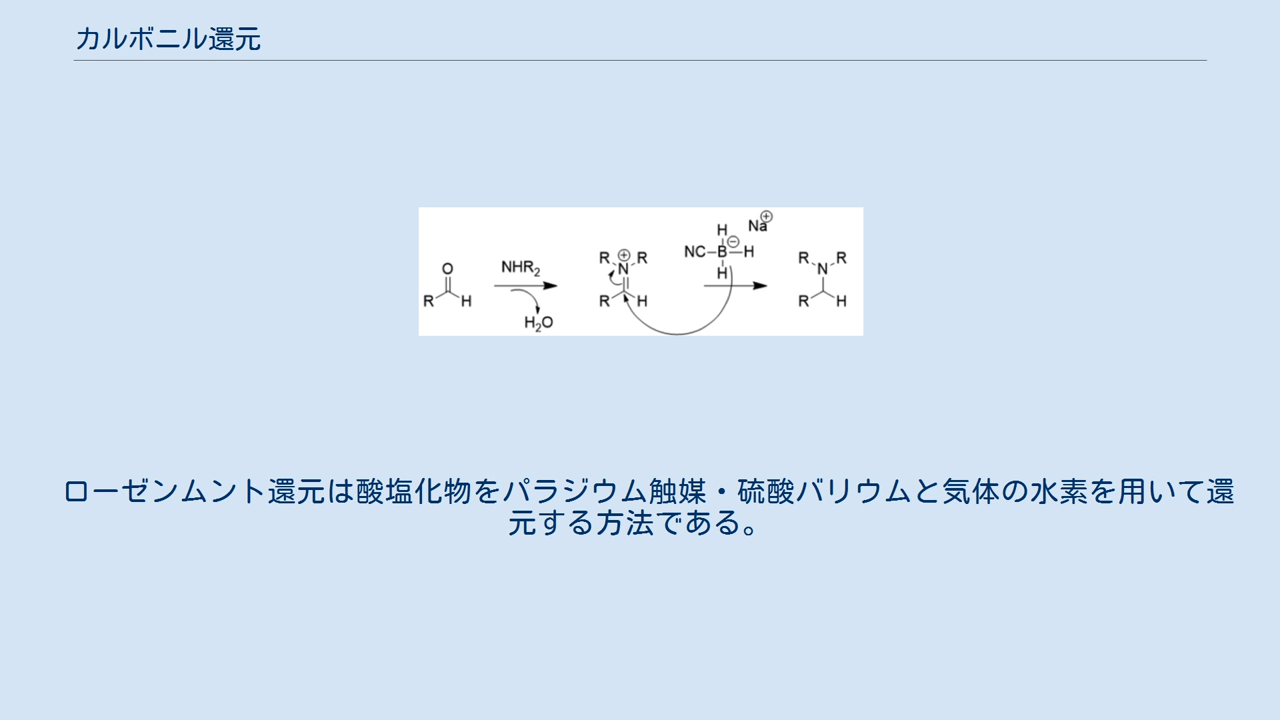 カルボニル還元
H Na⊕
O NHR₂ R ⊕ R NC–B⊖–H R R
N H N
R H R H R H
H₂O
ローゼンムント還元は酸塩化物をパラジウム触媒・硫酸バリウムと気体の水素を用いて還
元する方法である。